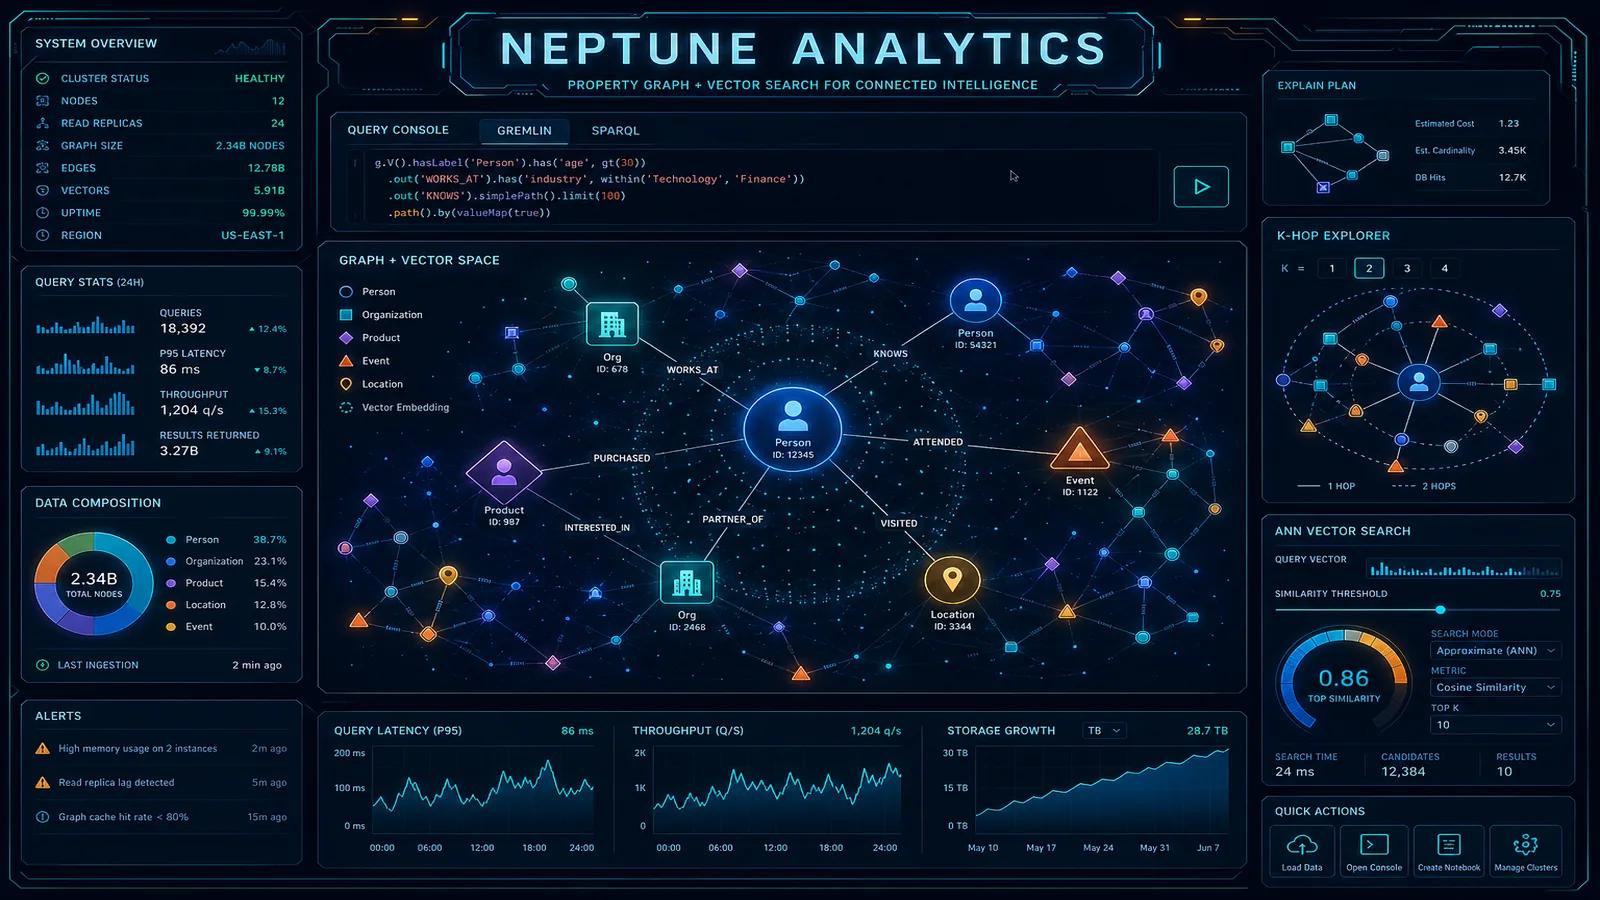 NEPTUNE ANALYTICS
PROPERTY GRAPH + VECTOR SEARCH FOR CONNECTED INTELLIGENCE
SYSTEM OVERVIEW
CLUSTER STATUS HEALTHY
NODES 12
READ REPLICAS 24
GRAPH SIZE 2.34B NODES
EDGES 12.78B
VECTORS 5.91B
UPTIME 99.99%
REGION US-EAST-1
QUERY STATS (24H)
QUERIES
18,392 ▲ 12.4%
P95 LATENCY
86 ms ▼ 8.7%
THROUGHPUT
1,204 q/s ▲ 15.3%
RESULTS RETURNED
3.27B ▲ 9.1%
DATA COMPOSITION
2.34B
TOTAL NODES
Person 38.7%
Organization 23.1%
Product 15.4%
Location 12.8%
Event 10.0%
LAST INGESTION 2 min ago
ALERTS
High memory usage on 2 instances 2m ago
Read replica lag detected 5m ago
Graph cache hit rate < 80% 15m ago
QUERY CONSOLE GREMLIN SPARQL
g.V().hasLabel('Person').has('age', gt(30))
.out('WORKS_AT').has('industry', within('Technology', 'Finance'))
.out('KNOWS').simplePath().limit(100)
.path().by(valueMap(true))
GRAPH + VECTOR SPACE
Person
Organization
Product
Event
Location
Vector Embedding
Org
ID: 678
WORKS_AT
KNOWS
Person
ID: 54321
Person
ID: 12345
PURCHASED
ATTENDED
Product
ID: 987
Event
ID: 1122
INTERESTED_IN
PARTNER_OF
VISITED
Org
ID: 2468
Location
ID: 3344
QUERY LATENCY (P95) 86 ms
200 ms
100 ms
0 ms
00:00 06:00 12:00 18:00 24:00
THROUGHPUT (Q/S) 1,204 q/s
2K
1K
0
00:00 06:00 12:00 18:00 24:00
STORAGE GROWTH TB 28.7 TB
30 TB
15 TB
0 TB
May 10 May 17 May 24 May 31 Jun 7
EXPLAIN PLAN
Estimated Cost 1.23
Est. Cardinality 3.45K
DB Hits 12.7K
K-HOP EXPLORER
K = 1 2 3 4
1 HOP 2 HOPS
ANN VECTOR SEARCH
QUERY VECTOR
SIMILARITY THRESHOLD 0.75
0.86
TOP SIMILARITY
SEARCH MODE
Approximate (ANN)
METRIC
Cosine Similarity
TOP K
10
SEARCH TIME CANDIDATES RESULTS
24 ms 12,384 10
QUICK ACTIONS
Load Data Open Console Create Notebook Manage Clusters